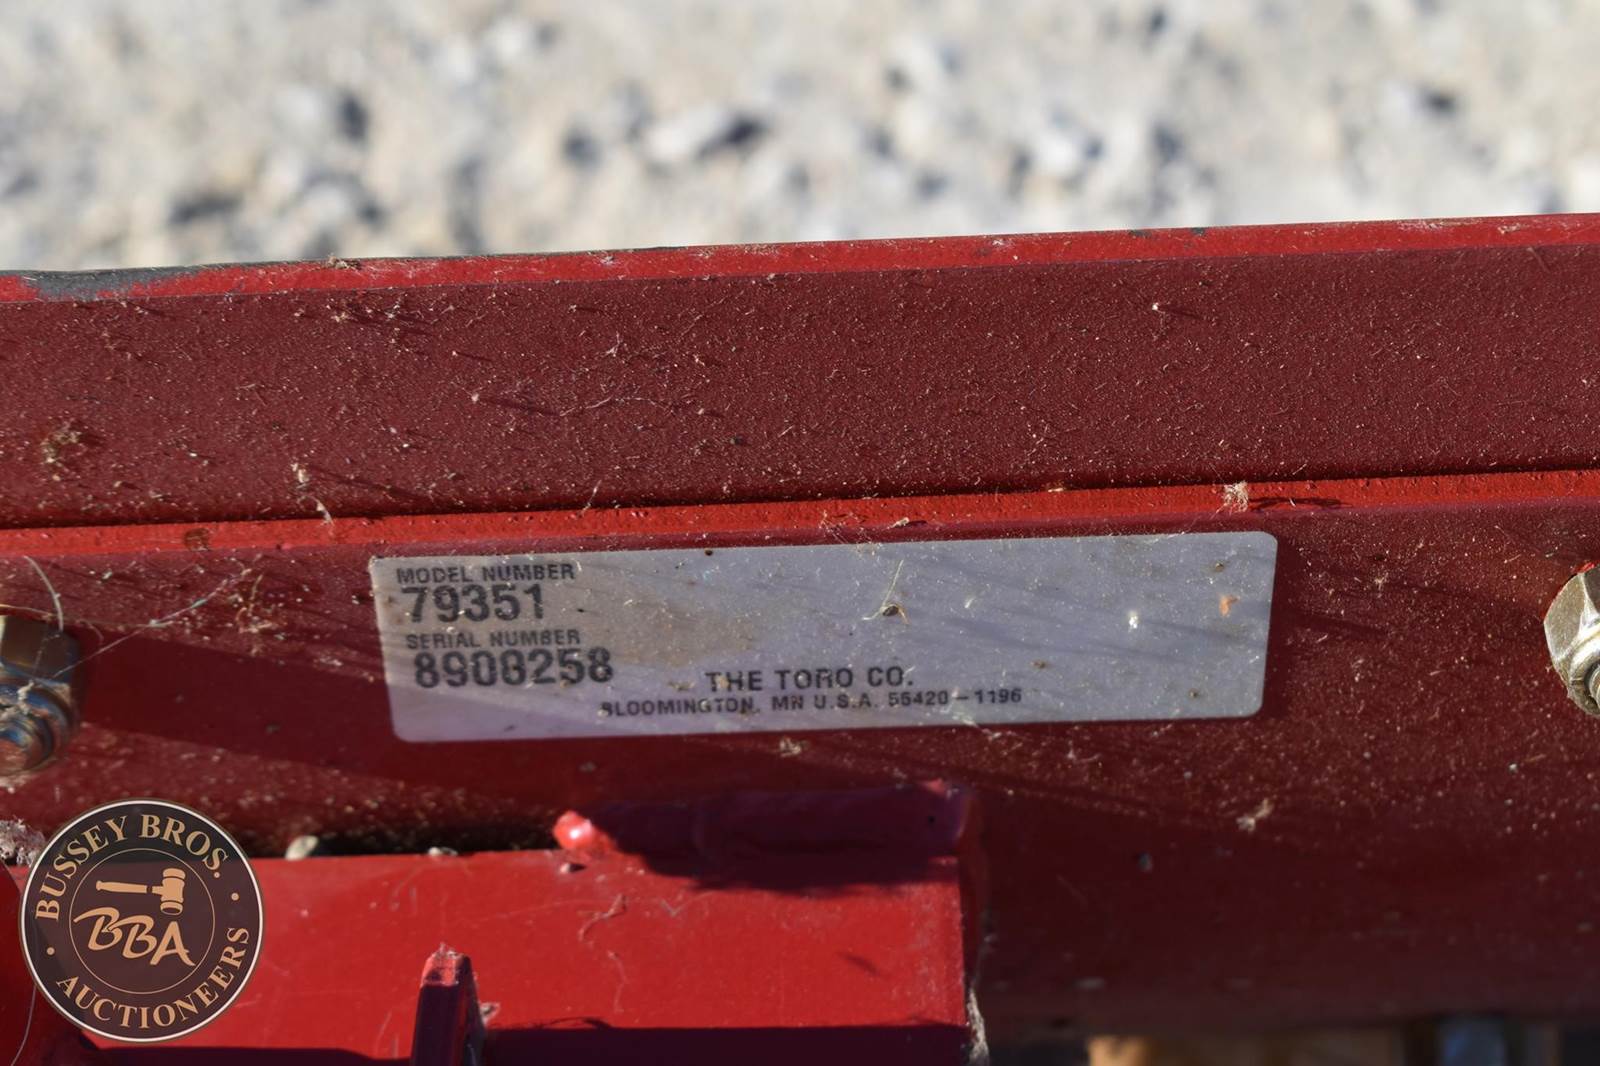 MODEL NUMBER
79351
SERIAL NUMBER
8908258
THE TORO CO.
BLOOMINGTON, MN U.S.A. 55420-1196
BUSSEY BROS.
BBA
AUCTIONEERS